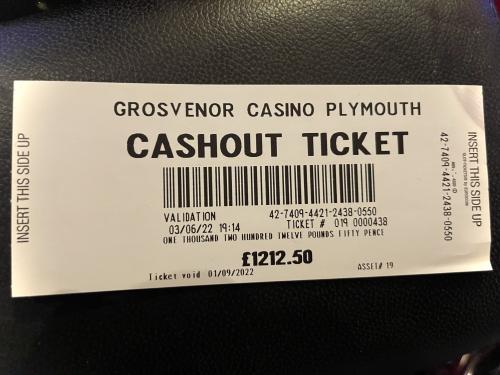 GROSVENOR CASINO PLYMOUTH
CASHOUT TICKET
INSERT THIS SIDE UP
VALIDATION 42-7409-4421-2438-0550
03/06/22 19:14 TICKET # 019 0000438
ONE THOUSAND TWO HUNDRED TWELVE POUNDS FIFTY PENCE
£1212.50
Ticket void 01/09/2022 ASSET# 19
42-7409-4421-2438-0550
INSERT THIS SIDE UP